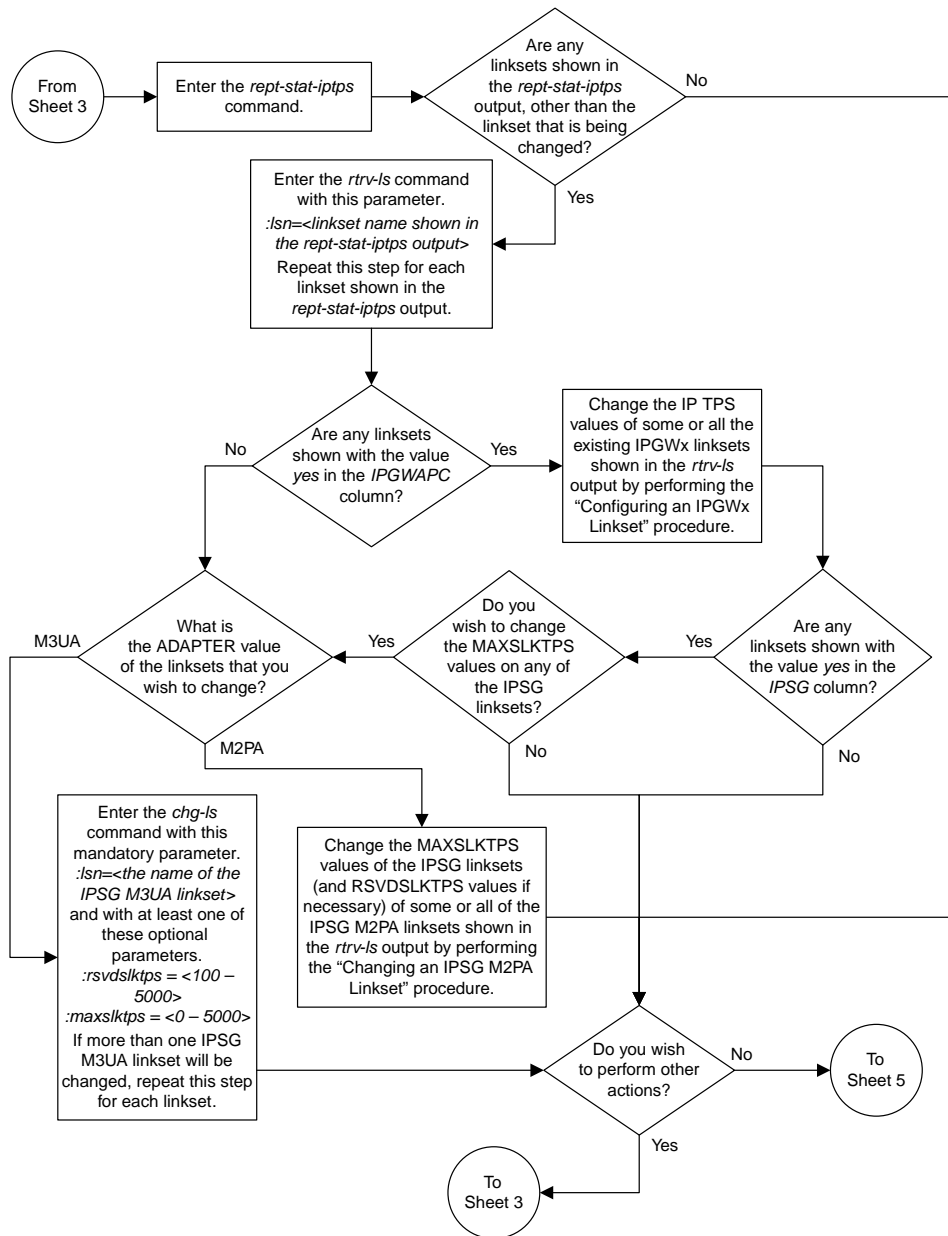 From
Sheet 3
Enter the rept-stat-iptps
command.
Are any
linksets shown in
the rept-stat-iptps
output, other than the
linkset that is being
changed?
No
Yes
Enter the rtrv-ls command
with this parameter.
:lsn=<linkset name shown in
the rept-stat-iptps output>
Repeat this step for each
linkset shown in the
rept-stat-iptps output.
Are any linksets
shown with the value
yes in the IPGWAPC
column?
No
Yes
Change the IP TPS
values of some or all the
existing IPGWx linksets
shown in the rtrv-ls
output by performing the
“Configuring an IPGWx
Linkset” procedure.
What is
the ADAPTER value
of the linksets that you
wish to change?
M3UA
M2PA
Yes
Do you
wish to change
the MAXSLKTPS
values on any of
the IPSG
linksets?
No
Yes
Are any
linksets shown with
the value yes in the
IPSG column?
No
Enter the chg-ls
command with this
mandatory parameter.
:lsn=<the name of the
IPSG M3UA linkset>
and with at least one of
these optional
parameters.
:rsvdslktps = <100 –
5000>
:maxslktps = <0 – 5000>
If more than one IPSG
M3UA linkset will be
changed, repeat this step
for each linkset.
Change the MAXSLKTPS
values of the IPSG linksets
(and RSVDSLKTPS values if
necessary) of some or all of the
IPSG M2PA linksets shown in
the rtrv-ls output by performing
the “Changing an IPSG M2PA
Linkset” procedure.
Do you wish
to perform other
actions?
No
Yes
To
Sheet 5
To
Sheet 3